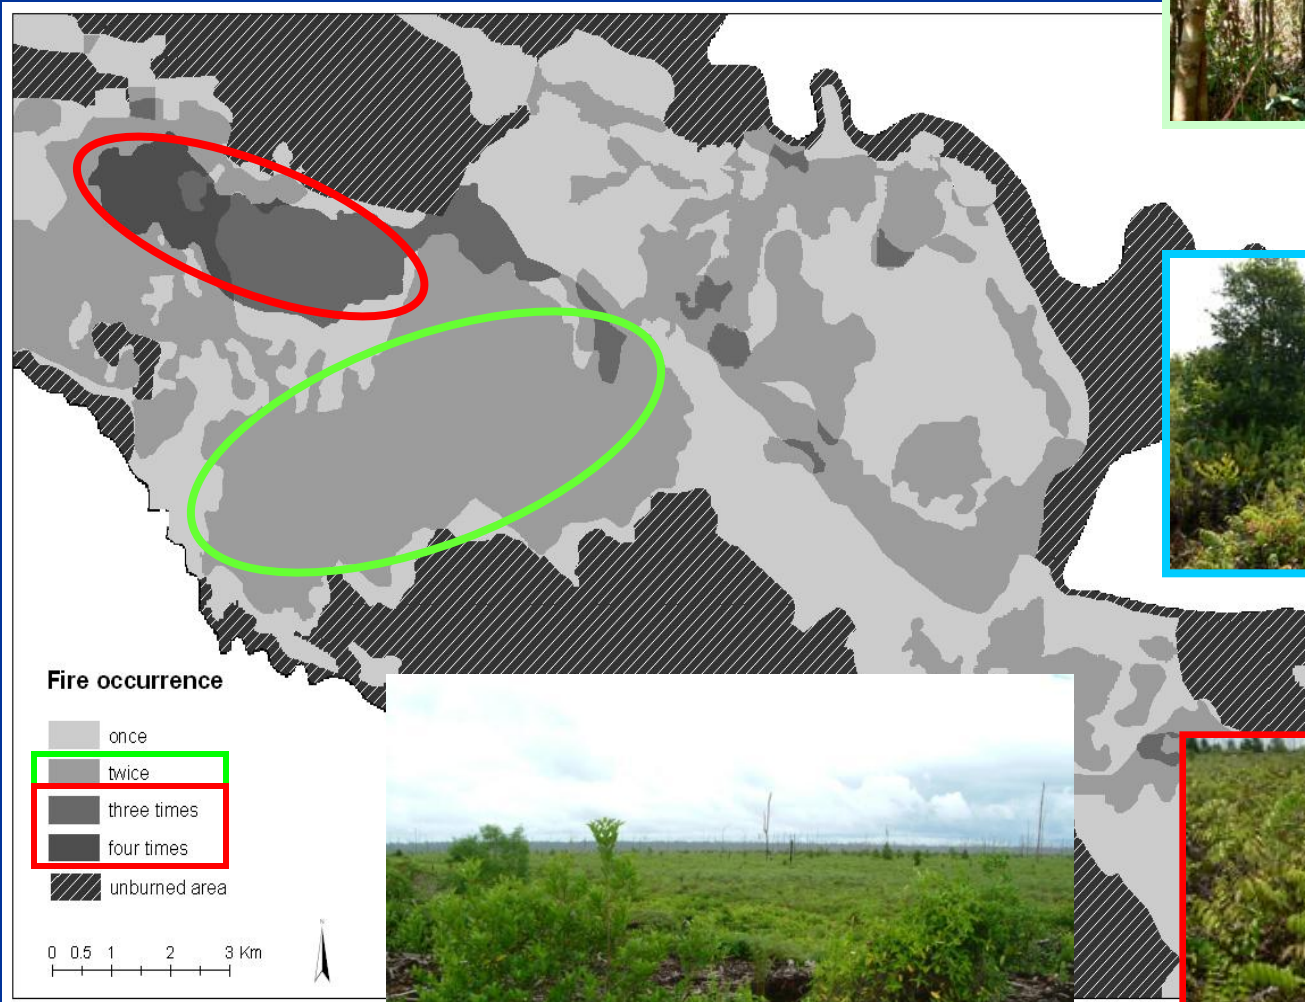 Fire occurrence
once
twice
three times
four times
unburned area
0 0.5 1 2 3 Km
N